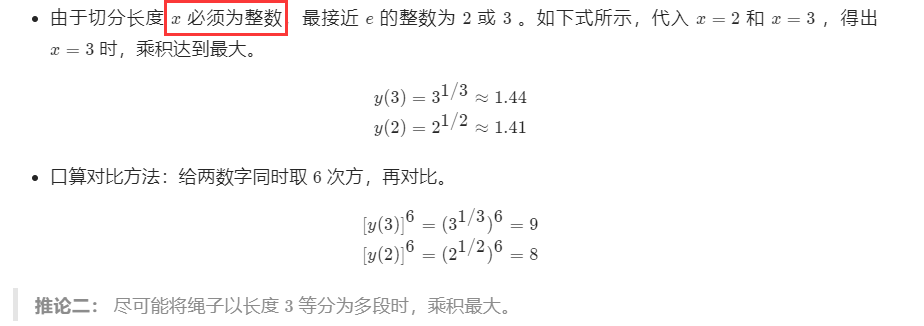 • 由于切分长度 x 必须为整数，最接近 e 的整数为 2 或 3 。如下式所示，代入 x = 2 和 x = 3 ，得出
x = 3 时，乘积达到最大。
y(3) = 3^{1/3} ≈ 1.44
y(2) = 2^{1/2} ≈ 1.41
• 口算对比方法：给两数字同时取 6 次方，再对比。
[y(3)]^6 = (3^{1/3})^6 = 9
[y(2)]^6 = (2^{1/2})^6 = 8
推论二： 尽可能将绳子以长度 3 等分为多段时，乘积最大。